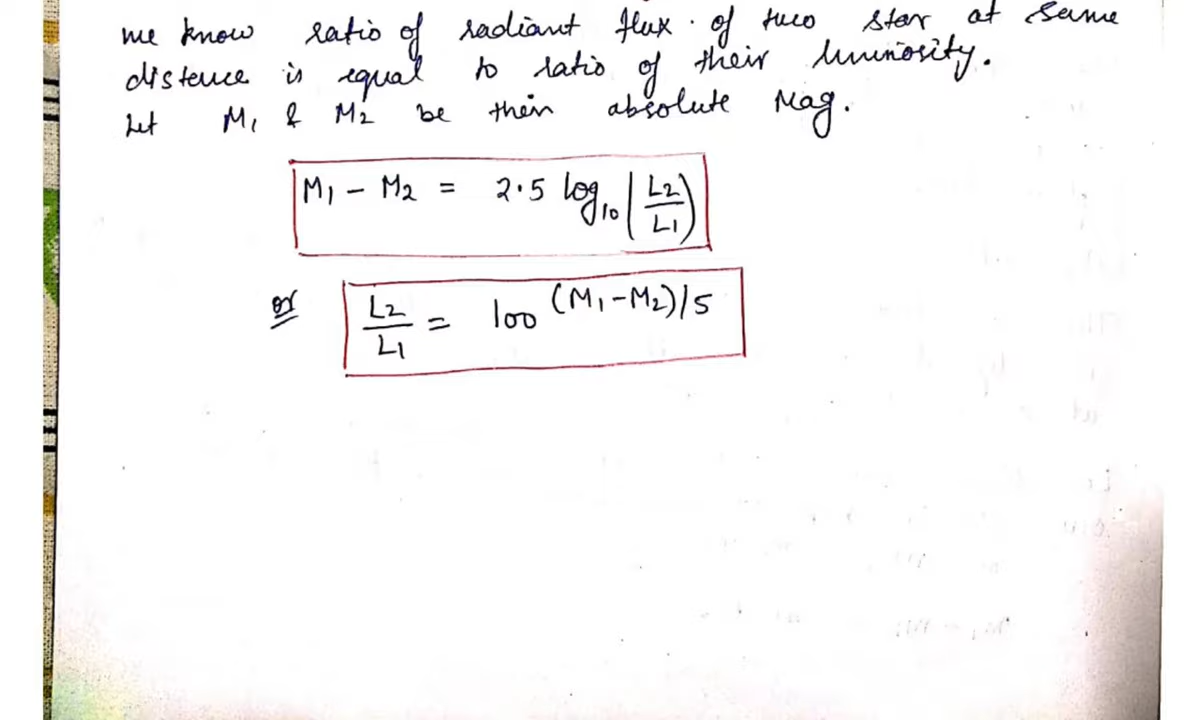 we know ratio of radiant flux. of two star at same
distence is equal to ratio of their luminosity.
Let M₁ & M₂ be their absolute Mag.
M₁ - M₂ = 2.5 log₁₀ (L₂/L₁)
or L₂/L₁ = 100^(M₁-M₂)/5